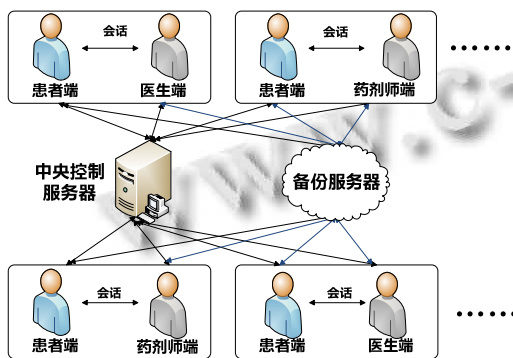 会话
会话
患者端
医生端
患者端
药剂师端
中央控制
服务器
备份服务器
会话
会话
患者端
药剂师端
患者端
医生端